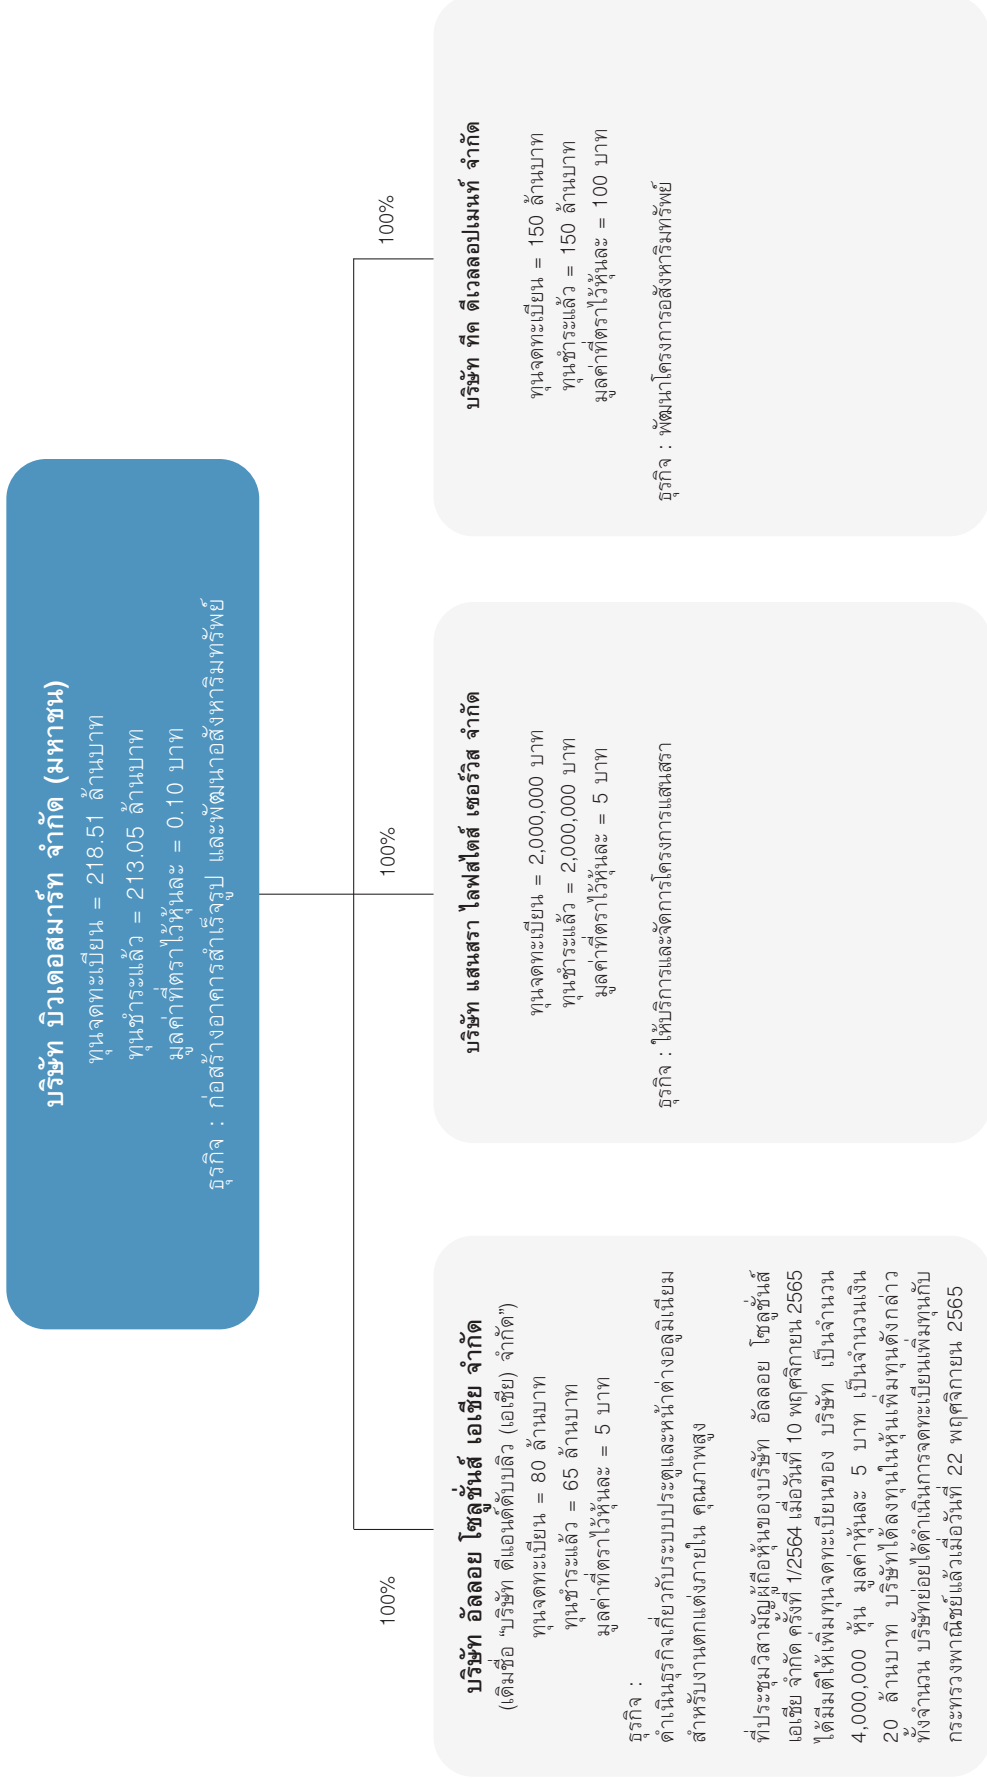 บริษัท บิวเดอสมาร์ท จำกัด (มหาชน)
ทุนจดทะเบียน = 218.51 ล้านบาท
ทุนชำระแล้ว = 213.05 ล้านบาท
มูลค่าที่ตราไว้หุ้นละ = 0.10 บาท
ธุรกิจ : ก่อสร้างอาคารสำเร็จรูป และพัฒนาอสังหาริมทรัพย์
100%
100%
100%
บริษัท อัลลอย โซลูชั่นส์ เอเชีย จำกัด
(เดิมชื่อ "บริษัท ดีแอนด์ดับบลิว (เอเชีย) จำกัด")
ทุนจดทะเบียน = 80 ล้านบาท
ทุนชำระแล้ว = 65 ล้านบาท
มูลค่าที่ตราไว้หุ้นละ = 5 บาท
ธุรกิจ :
ดำเนินธุรกิจเกี่ยวกับระบบประตูและหน้าต่างอลูมิเนียม
สำหรับงานตกแต่งภายใน คุณภาพสูง
ที่ประชุมวิสามัญผู้ถือหุ้นของบริษัท อัลลอย โซลูชั่นส์
เอเชีย จำกัด ครั้งที่ 1/2564 เมื่อวันที่ 10 พฤศจิกายน 2565
ได้มีมติให้เพิ่มทุนจดทะเบียนของ บริษัท เป็นจำนวน
4,000,000 หุ้น มูลค่าหุ้นละ 5 บาท เป็นจำนวนเงิน
20 ล้านบาท บริษัทได้ลงทุนในหุ้นเพิ่มทุนดังกล่าว
ทั้งจำนวน บริษัทย่อยได้ดำเนินการจดทะเบียนเพิ่มทุนกับ
กระทรวงพาณิชย์แล้วเมื่อวันที่ 22 พฤศจิกายน 2565
บริษัท แสนสรา ไลฟสไตล์ เซอร์วิส จำกัด
ทุนจดทะเบียน = 2,000,000 บาท
ทุนชำระแล้ว = 2,000,000 บาท
มูลค่าที่ตราไว้หุ้นละ = 5 บาท
ธุรกิจ : ให้บริการและจัดการโครงการแสนสรา
บริษัท ทีค ดีเวลลอปเมนท์ จำกัด
ทุนจดทะเบียน = 150 ล้านบาท
ทุนชำระแล้ว = 150 ล้านบาท
มูลค่าที่ตราไว้หุ้นละ = 100 บาท
ธุรกิจ : พัฒนาโครงการอสังหาริมทรัพย์